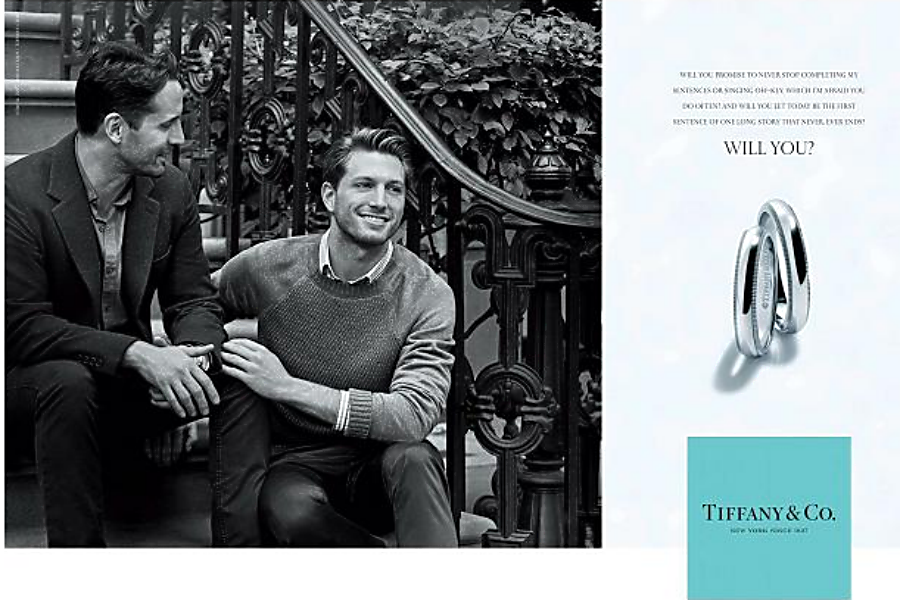 WILL YOU PROMISE TO NEVER STOP COMPLETING MY
SENTENCES OR SINGING OFF-KEY, WHICH I'M AFRAID YOU
DO OFTEN? AND WILL YOU LET TODAY BE THE FIRST
SENTENCE OF ONE LONG STORY THAT NEVER, EVER ENDS?
WILL YOU?
©TIFFANY
TIFFANY & CO.
NEW YORK SINCE 1837